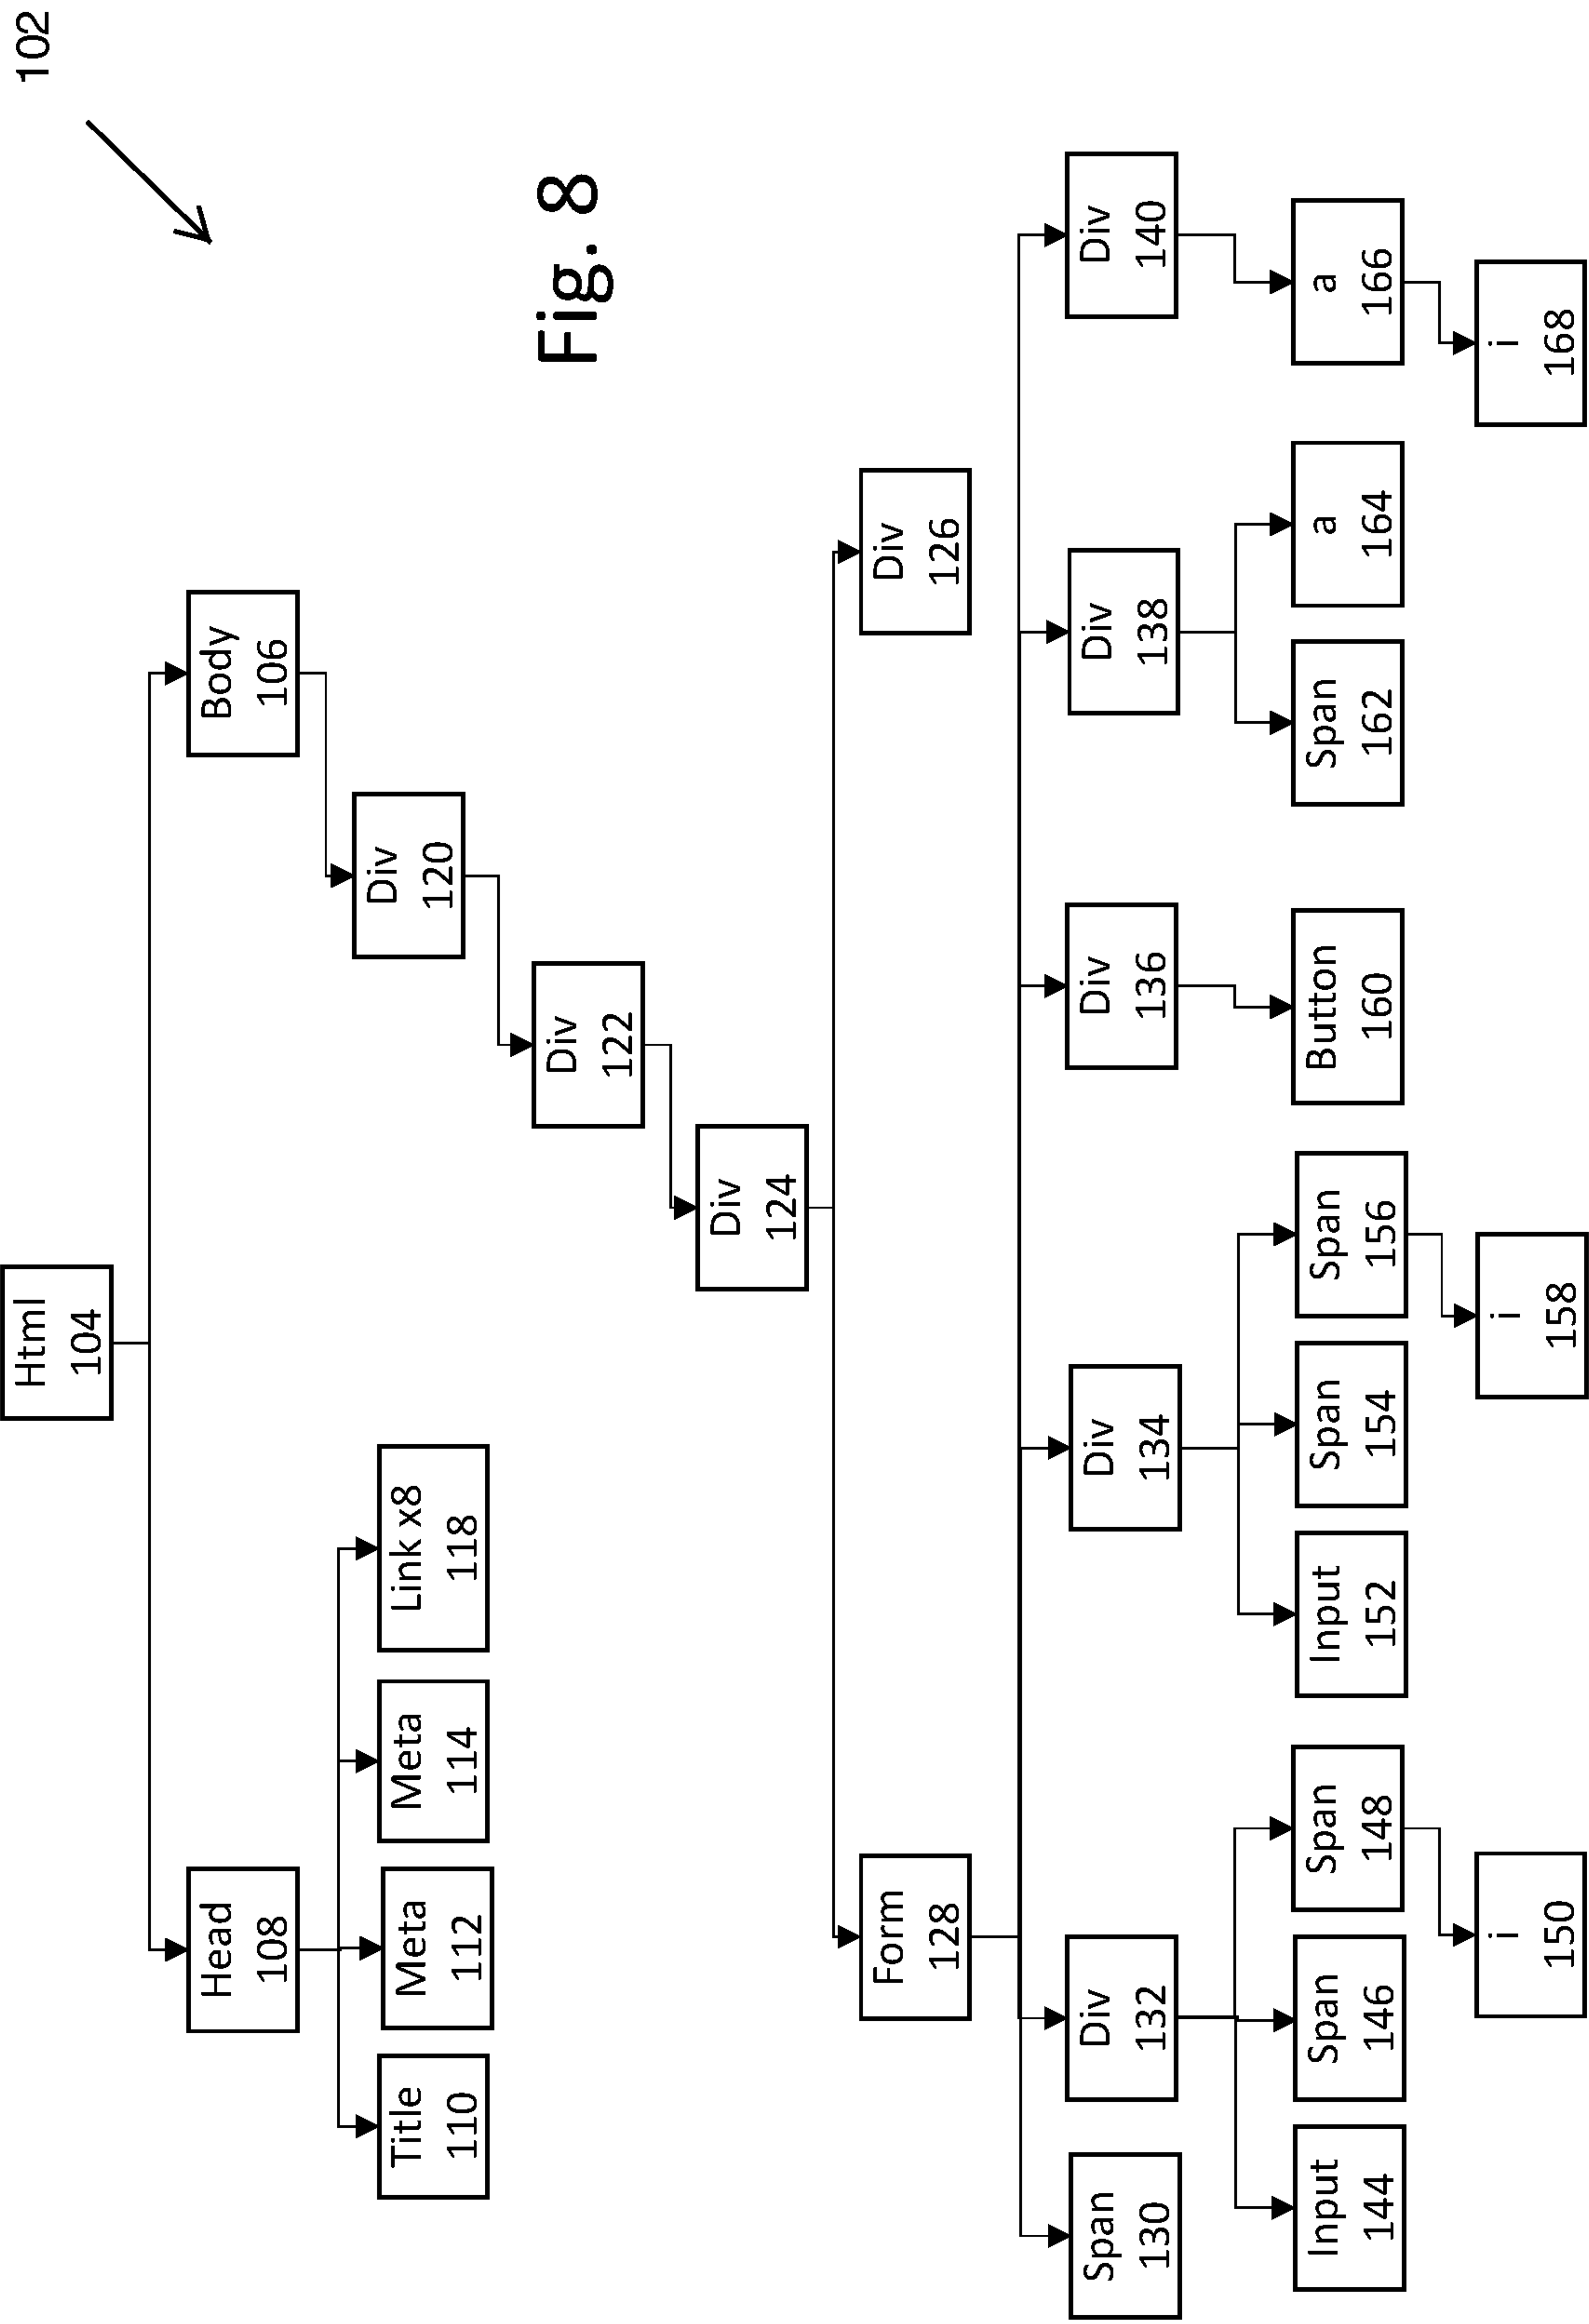 102
Html
104
Head
108
Body
106
Title
110
Meta
112
Meta
114
Link x8
118
Div
120
Div
122
Div
124
Fig. 8
Form
128
Div
126
Span
130
Div
132
Div
134
Div
136
Div
138
Div
140
Input
144
Span
146
Span
148
Input
152
Span
154
Span
156
Button
160
Span
162
a
164
a
166
i
150
i
158
i
168